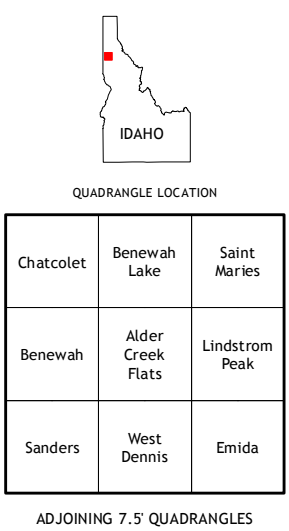 IDAHO
QUADRANGLE LOCATION
Chatcolet
Benewah
Lake
Saint
Maries
Benewah
Alder
Creek
Flats
Lindstrom
Peak
Sanders
West
Dennis
Emida
ADJOINING 7.5' QUADRANGLES